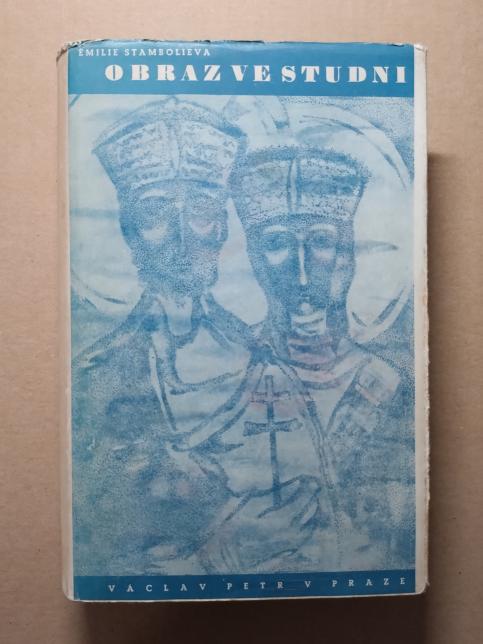 EMILIE STAMBOLIEVA
OBRAZ VE STUDNI
VÁCLAV PETR V PRAZE